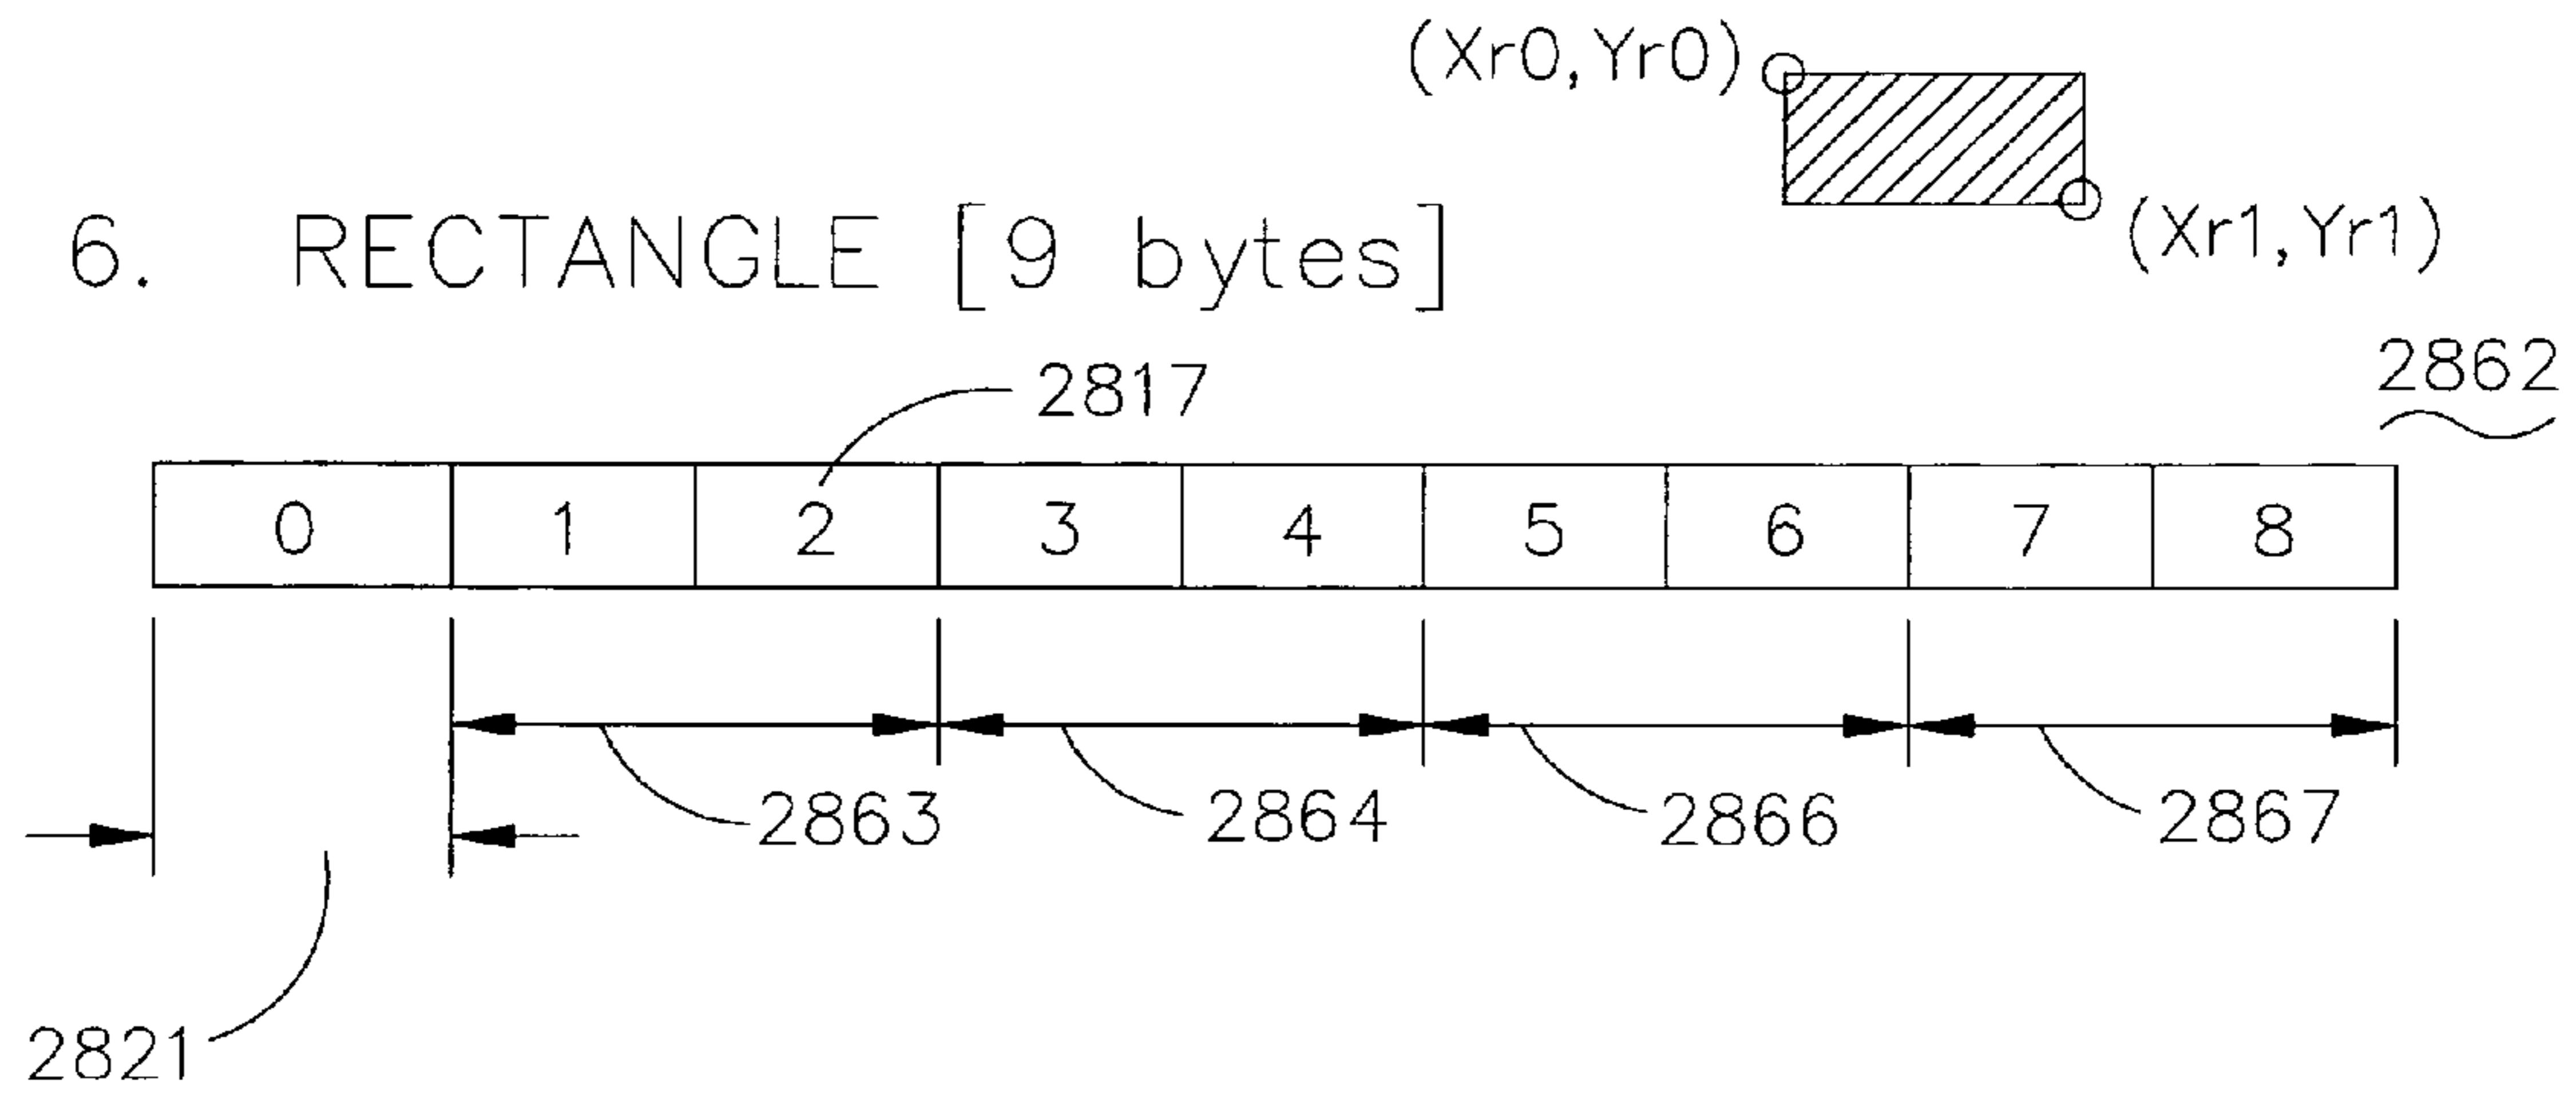 (Xr0,Yr0)
(Xr1,Yr1)
6. RECTANGLE [9 bytes]
2862
2817
0 1 2 3 4 5 6 7 8
2863 2864 2866 2867
2821